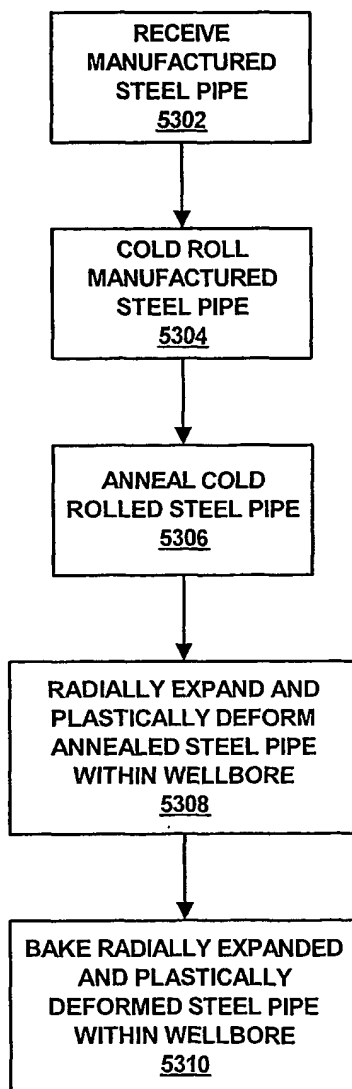 RECEIVE
MANUFACTURED
STEEL PIPE
5302
COLD ROLL
MANUFACTURED
STEEL PIPE
5304
ANNEAL COLD
ROLLED STEEL PIPE
5306
RADIALLY EXPAND AND
PLASTICALLY DEFORM
ANNEALED STEEL PIPE
WITHIN WELLBORE
5308
BAKE RADIALLY EXPANDED
AND PLASTICALLY
DEFORMED STEEL PIPE
WITHIN WELLBORE
5310